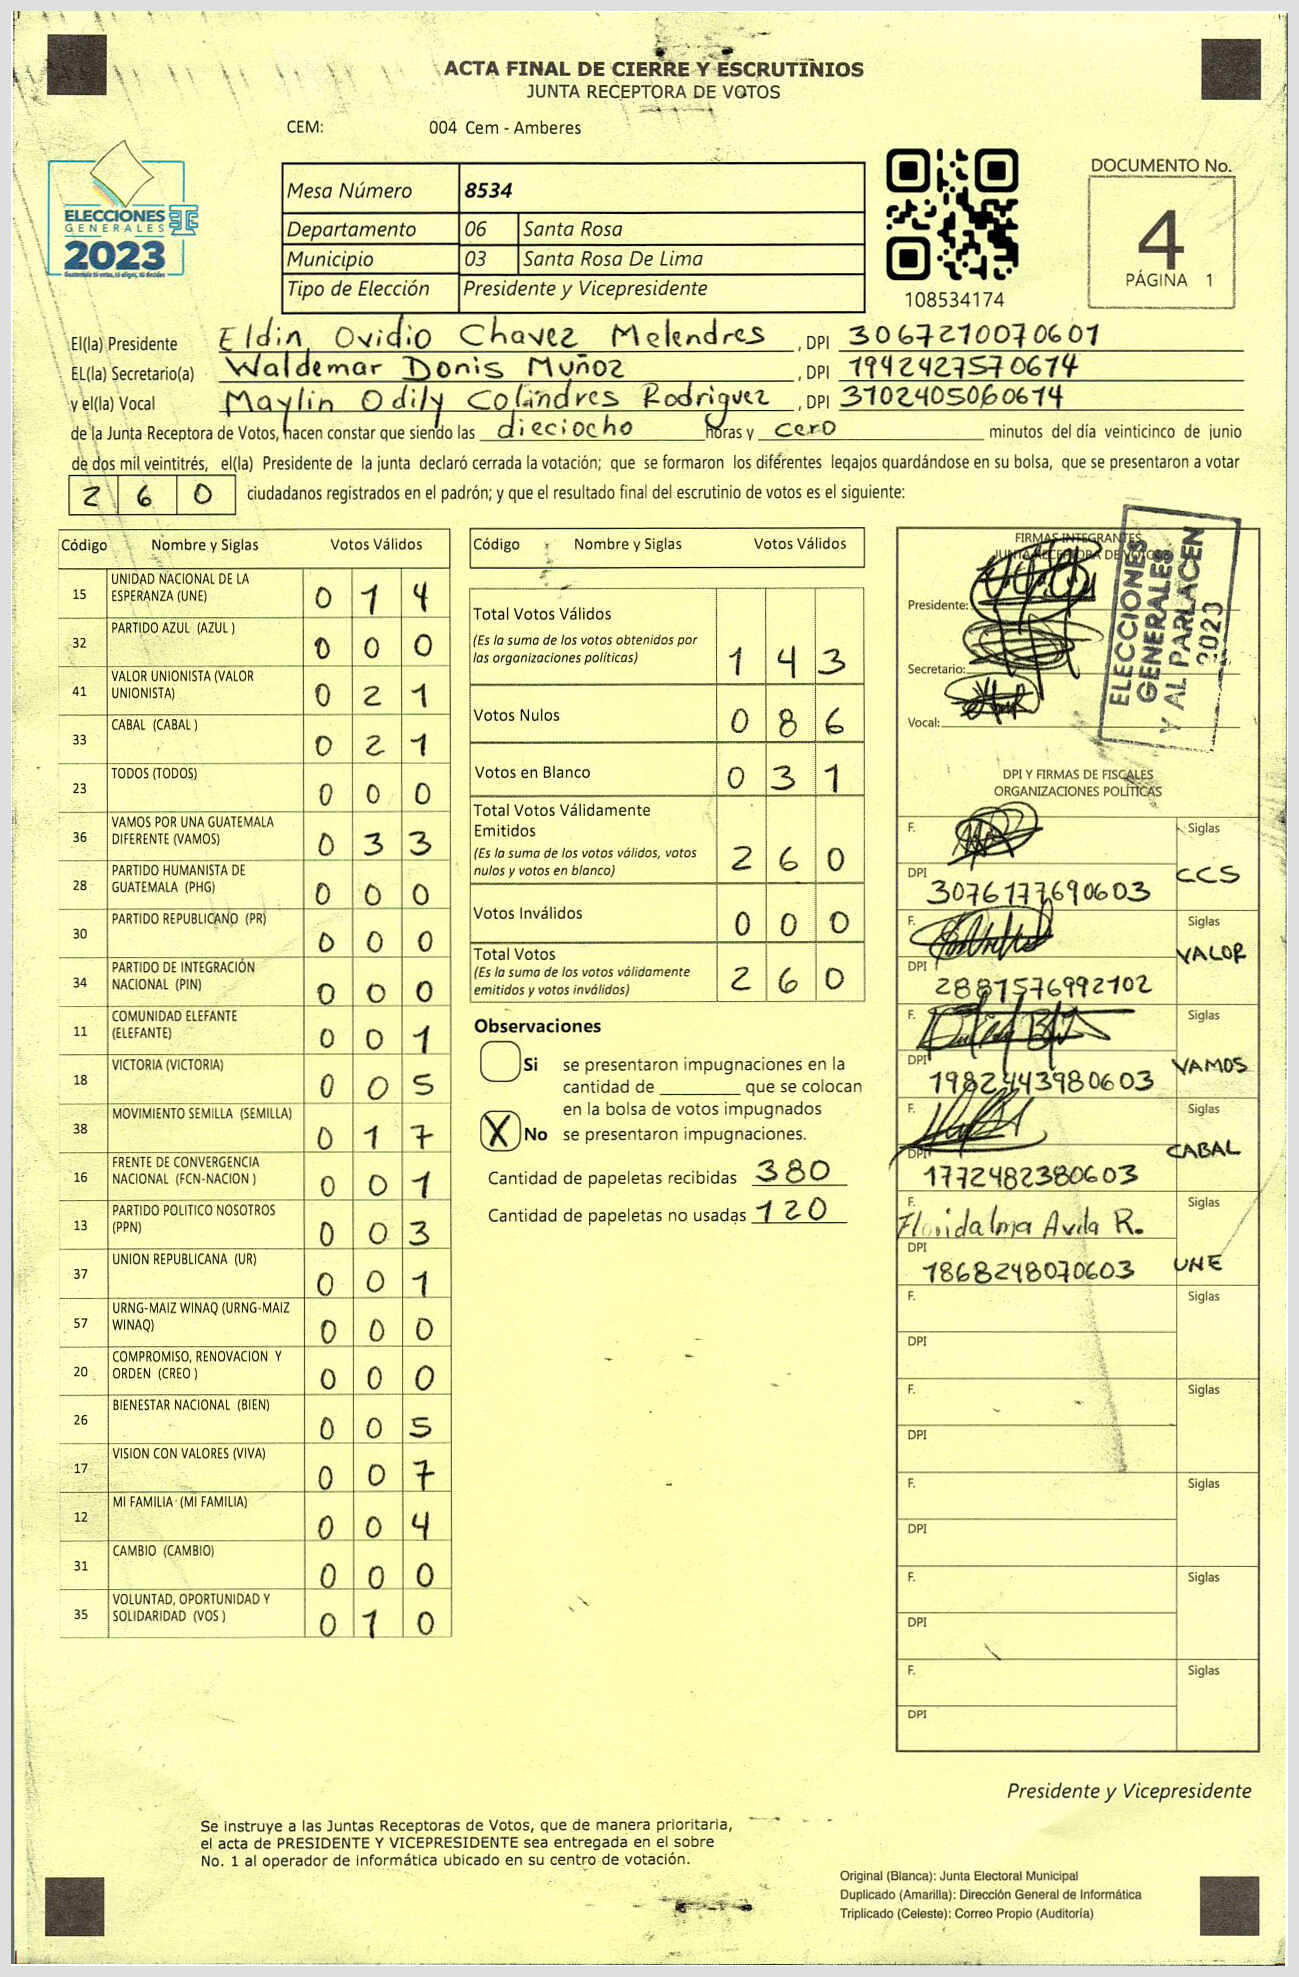 ACTA FINAL DE CIERRE Y ESCRUTINIOS
JUNTA RECEPTORA DE VOTOS
CEM: 004 Cem - Amberes
ELECCIONES
GENERALES
2023
Mesa Número 8534
Departamento 06 Santa Rosa
Municipio 03 Santa Rosa De Lima
Tipo de Elección Presidente y Vicepresidente
108534174
DOCUMENTO No.
4
PÁGINA 1
El(la) Presidente Eldin Ovidio Chavez Melendres, DPI 3067210070601
EL(la) Secretario(a) Waldemar Donis Muñoz, DPI 1942427570614
y el(la) Vocal Maylin Odily Colindres Rodriguez, DPI 3102405060614
de la Junta Receptora de Votos, hacen constar que siendo las dieciocho horas y cero minutos del día veinticinco de junio
de dos mil veintitrés, el(la) Presidente de la junta declaró cerrada la votación; que se formaron los diferentes legajos quardándose en su bolsa, que se presentaron a votar
260 ciudadanos registrados en el padrón; y que el resultado final del escrutinio de votos es el siguiente:
Código Nombre y Siglas Votos Válidos
15 UNIDAD NACIONAL DE LA ESPERANZA (UNE) 0 1 4
32 PARTIDO AZUL (AZUL ) 0 0 0
41 VALOR UNIONISTA (VALOR UNIONISTA) 0 2 1
33 CABAL (CABAL ) 0 2 1
23 TODOS (TODOS) 0 0 0
36 VAMOS POR UNA GUATEMALA DIFERENTE (VAMOS) 0 3 3
28 PARTIDO HUMANISTA DE GUATEMALA (PHG) 0 0 0
30 PARTIDO REPUBLICANO (PR) 0 0 0
34 PARTIDO DE INTEGRACIÓN NACIONAL (PIN) 0 0 0
11 COMUNIDAD ELEFANTE (ELEFANTE) 0 0 1
18 VICTORIA (VICTORIA) 0 0 5
38 MOVIMIENTO SEMILLA (SEMILLA) 0 1 7
16 FRENTE DE CONVERGENCIA NACIONAL (FCN-NACION ) 0 0 1
13 PARTIDO POLITICO NOSOTROS (PPN) 0 0 3
37 UNION REPUBLICANA (UR) 0 0 1
57 URNG-MAIZ WINAQ (URNG-MAIZ WINAQ) 0 0 0
20 COMPROMISO, RENOVACION Y ORDEN (CREO ) 0 0 0
26 BIENESTAR NACIONAL (BIEN) 0 0 5
17 VISION CON VALORES (VIVA) 0 0 7
12 MI FAMILIA (MI FAMILIA) 0 0 4
31 CAMBIO (CAMBIO) 0 0 0
35 VOLUNTAD, OPORTUNIDAD Y SOLIDARIDAD (VOS ) 0 1 0
Código Nombre y Siglas Votos Válidos
Total Votos Válidos
(Es la suma de los votos obtenidos por
las organizaciones políticas) 1 4 3
Votos Nulos 0 8 6
Votos en Blanco 0 3 1
Total Votos Válidamente
Emitidos
(Es la suma de los votos válidos, votos
nulos y votos en blanco) 2 6 0
Votos Inválidos 0 0 0
Total Votos
(Es la suma de los votos válidamente
emitidos y votos inválidos) 2 6 0
Observaciones
Si se presentaron impugnaciones en la
cantidad de ________ que se colocan
en la bolsa de votos impugnados
X No se presentaron impugnaciones.
Cantidad de papeletas recibidas 380
Cantidad de papeletas no usadas 120
FIRMAS INTEGRANTES
JUNTA RECEPTORA DE VOTOS
Presidente:
Secretario:
Vocal:
ELECCIONES
GENERALES
Y AL PARLACEN
2023
DPI Y FIRMAS DE FISCALES
ORGANIZACIONES POLÍTICAS
F. Siglas
DPI 3076177690603 CCS
F. Siglas
DPI 2881576992102 VALOR
F. Siglas
DPI 1982443980603 VAMOS
F. Siglas
DPI 1772482380603 CABAL
F. Floridalma Avila R. Siglas
DPI 1868248070603 UNE
F. Siglas
DPI
F. Siglas
DPI
F. Siglas
DPI
F. Siglas
DPI
F. Siglas
DPI
Presidente y Vicepresidente
Se instruye a las Juntas Receptoras de Votos, que de manera prioritaria,
el acta de PRESIDENTE Y VICEPRESIDENTE sea entregada en el sobre
No. 1 al operador de informática ubicado en su centro de votación.
Original (Blanca): Junta Electoral Municipal
Duplicado (Amarilla): Dirección General de Informática
Triplicado (Celeste): Correo Propio (Auditoría)